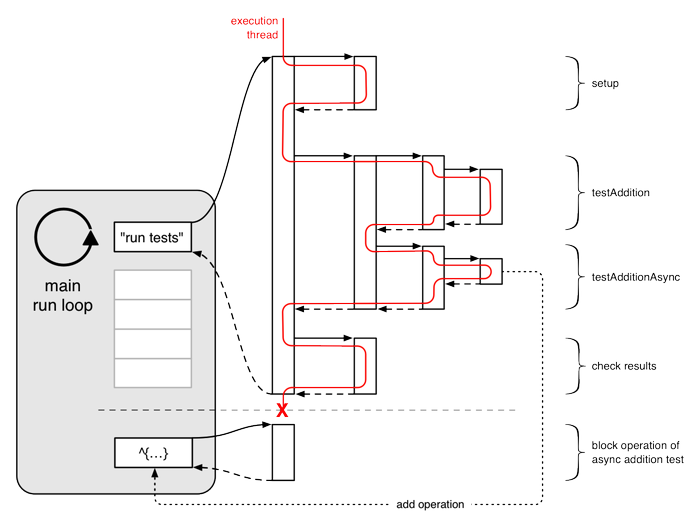 execution
thread
setup
testAddition
"run tests"
testAdditionAsync
main
run loop
check results
X
^{...}
block operation of
async addition test
add operation